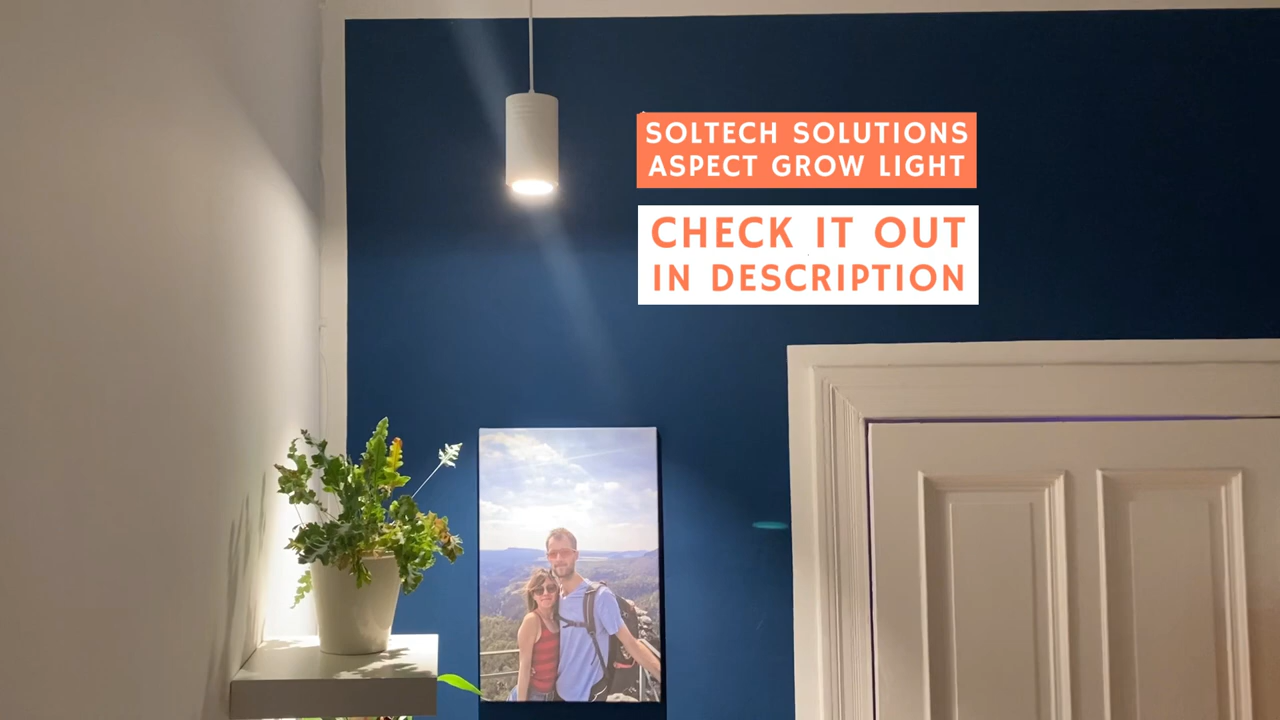 SOLTECH SOLUTIONS
ASPECT GROW LIGHT
CHECK IT OUT
IN DESCRIPTION